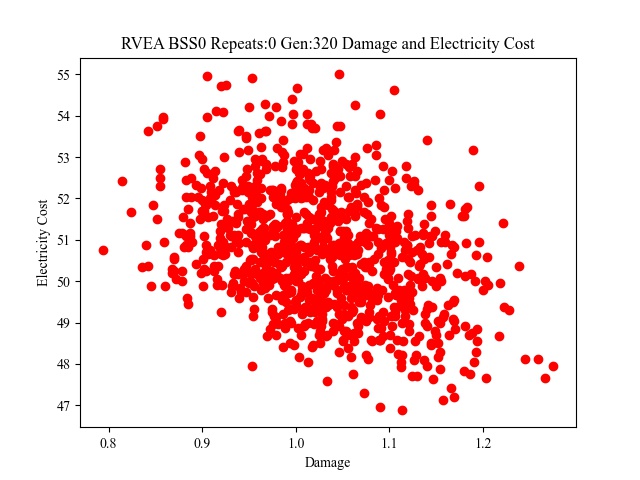 RVEA BSS0 Repeats:0 Gen:320 Damage and Electricity Cost
55
54
53
52
51
50
49
48
47
Electricity Cost
0.8 0.9 1.0 1.1 1.2
Damage